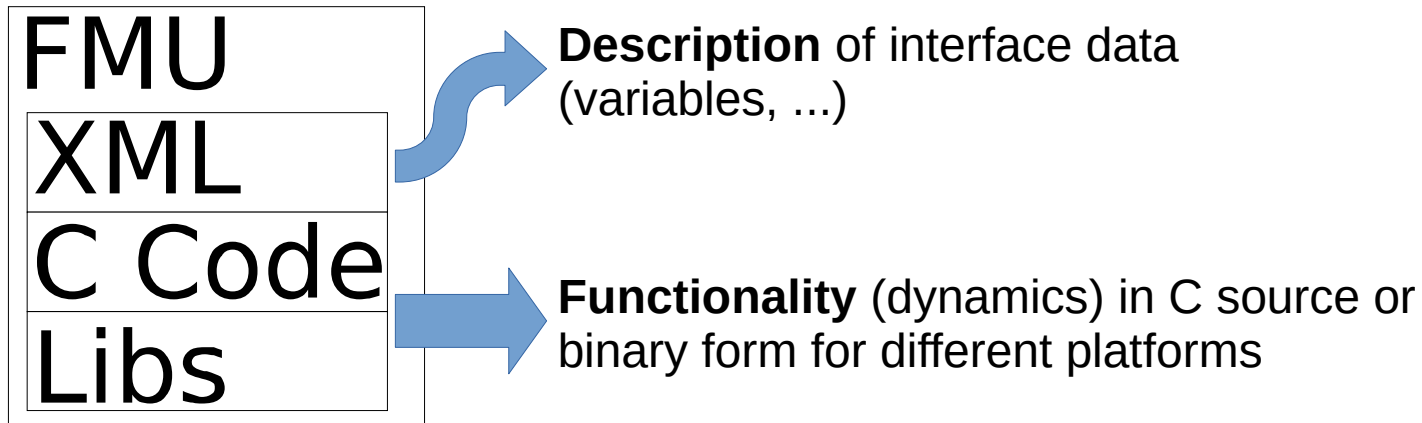 FMU
XML
C Code
Libs
Description of interface data
(variables, ...)
Functionality (dynamics) in C source or
binary form for different platforms